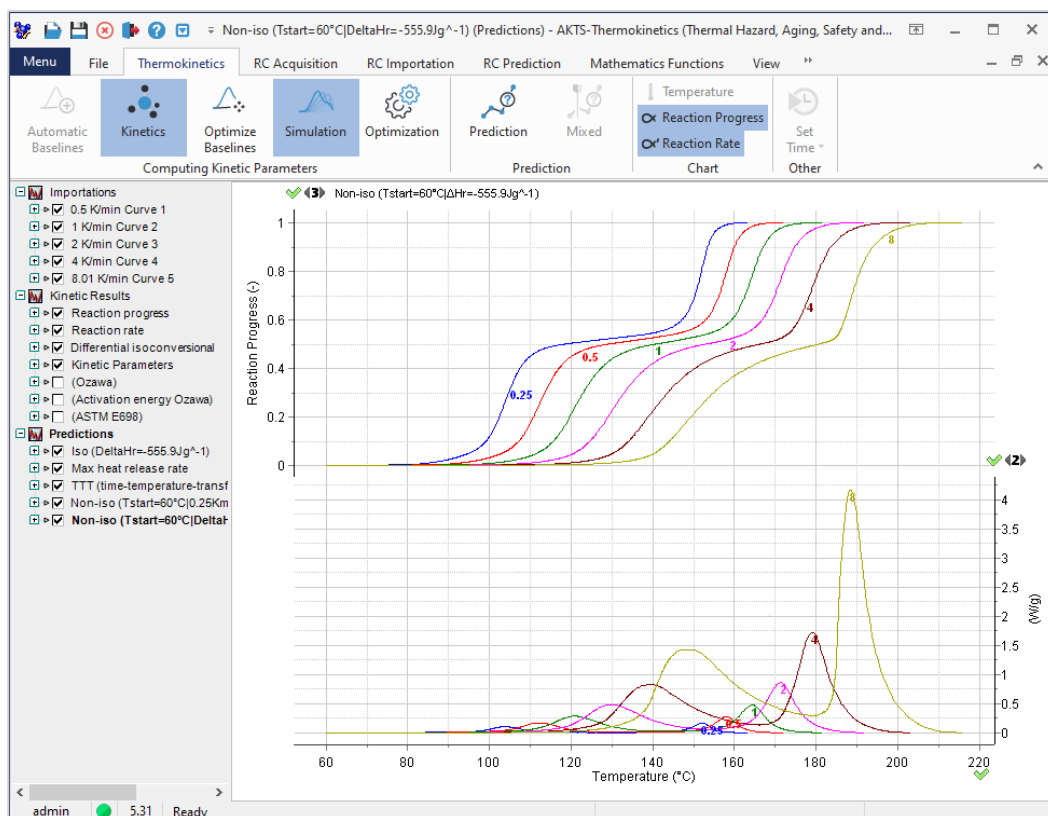 Non-iso (Tstart=60°C|DeltaHr=-555.9Jg^-1) (Predictions) - AKTS-Thermokinetics (Thermal Hazard, Aging, Safety and...
Menu File Thermokinetics RC Acquisition RC Importation RC Prediction Mathematics Functions View
Automatic Baselines
Kinetics
Optimize Baselines
Simulation
Optimization
Prediction
Mixed
Temperature
α Reaction Progress
α' Reaction Rate
Set Time
Computing Kinetic Parameters Prediction Chart Other
Importations
0.5 K/min Curve 1
1 K/min Curve 2
2 K/min Curve 3
4 K/min Curve 4
8.01 K/min Curve 5
Kinetic Results
Reaction progress
Reaction rate
Differential isoconversional
Kinetic Parameters
(Ozawa)
(Activation energy Ozawa)
(ASTM E698)
Predictions
Iso (DeltaHr=-555.9Jg^-1)
Max heat release rate
TTT (time-temperature-transf
Non-iso (Tstart=60°C|0.25Km
Non-iso (Tstart=60°C|DeltaH
3 Non-iso (Tstart=60°C|ΔHr=-555.9Jg^-1)
Reaction Progress (-)
1
0.8
0.6
0.4
0.2
0
0.25
0.5
1
2
4
8
2
4
3.5
3
2.5
2
1.5
1
0.5
0
(W/g)
0.25
0.5
1
2
4
8
60 80 100 120 140 160 180 200 220
Temperature (°C)
admin 5.31 Ready